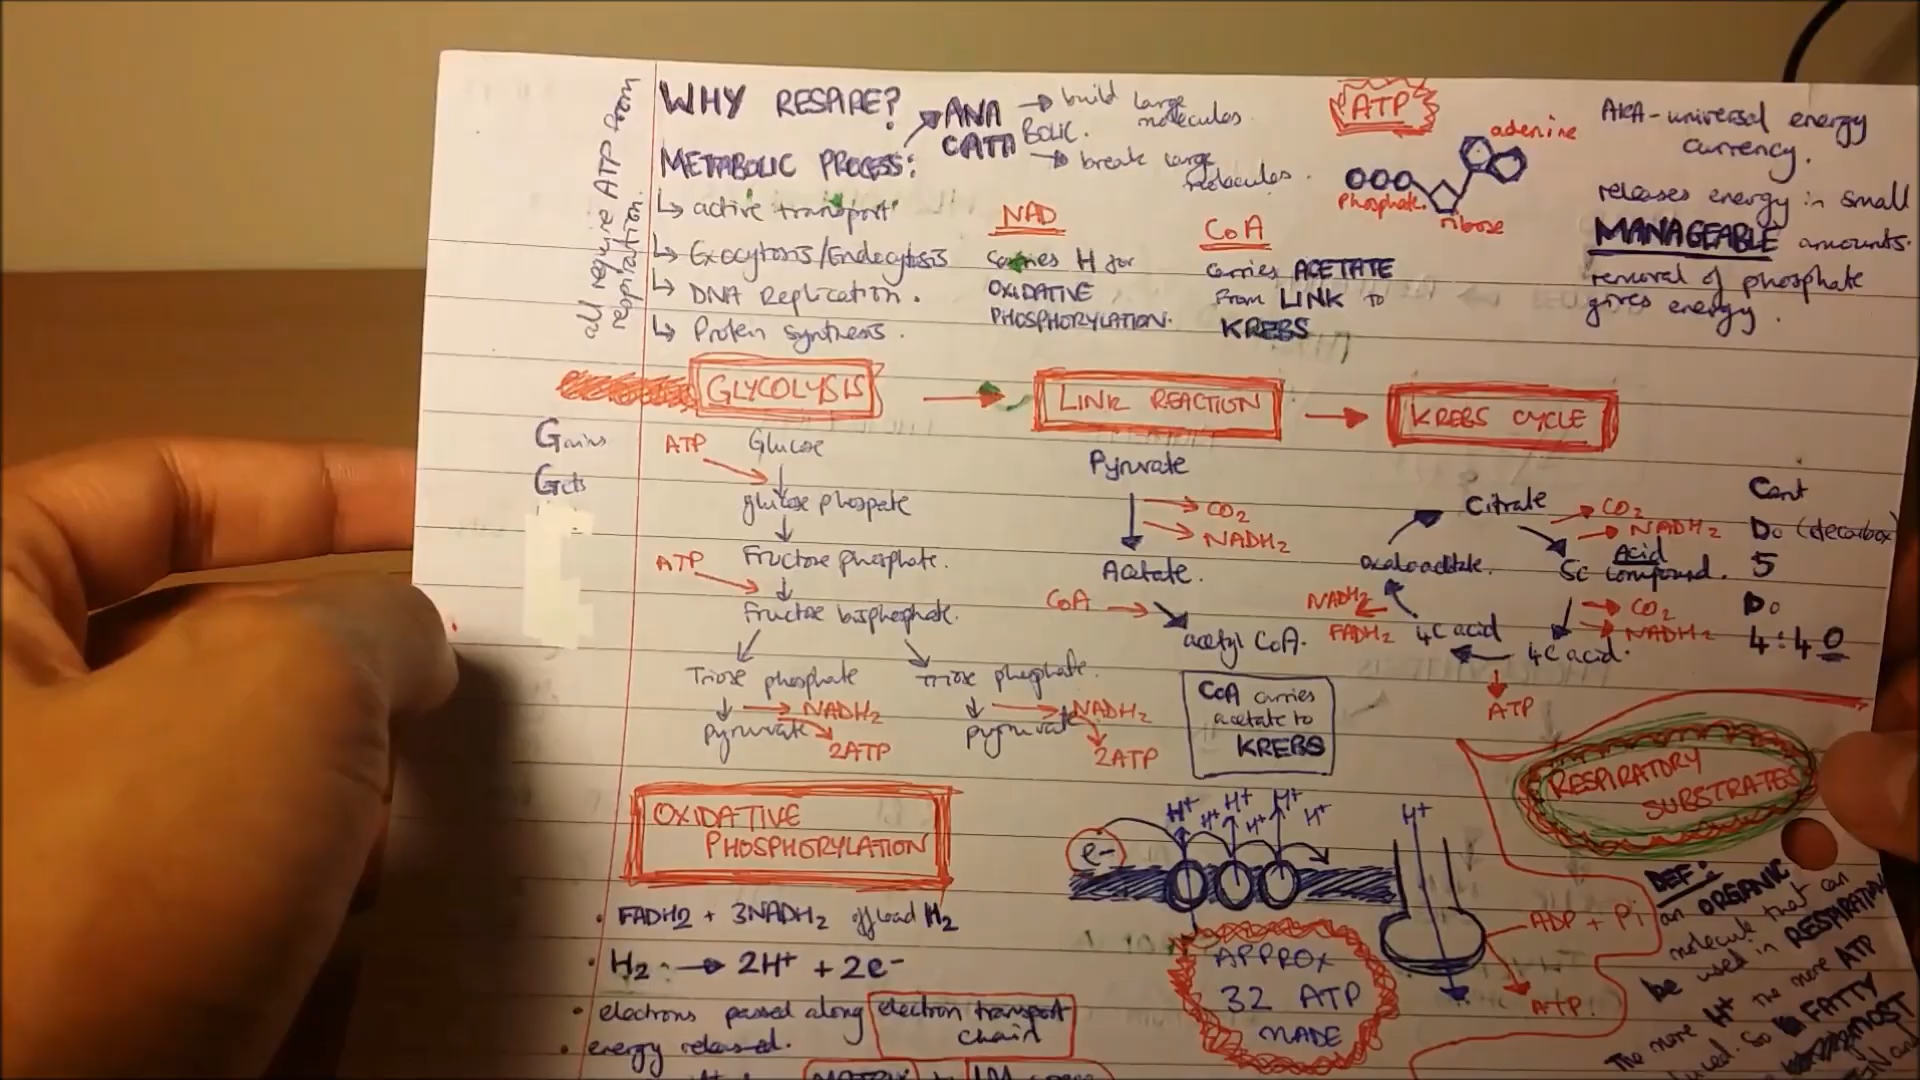 all require ATP from
respiration.
WHY RESPIRE?
METABOLIC PROCESS:
ANA
CATA BOLIC.
build large
molecules.
break large
molecules.
active transport
Exocytosis/Endocytosis
DNA Replication.
Protein synthesis.
NAD
carries H for
OXIDATIVE
PHOSPHORYLATION.
CoA
carries ACETATE
from LINK to
KREBS
ATP
adenine
phosphate.
ribose
AKA - universal energy
currency.
releases energy in small
MANAGEABLE amounts.
removal of phosphate
gives energy.
GLYCOLYSIS
LINK REACTION
KREBS CYCLE
Gains
Gets
ATP
Glucose
glucose phospate
ATP
Fructose phosphate.
Fructose bisphosphate.
Triose phosphate
Triose phosphate.
NADH2
pyruvate
2ATP
NADH2
pyruvate
2ATP
Pyruvate
CO2
NADH2
Acetate.
CoA
acetyl CoA.
CoA carries
acetate to
KREBS
Citrate
CO2
NADH2
oxaloacetate.
Acid
5c compound.
CO2
NADH2
NADH2
FADH2
4C acid
4C acid.
ATP
Cant
Do (decarbox)
5
Do
4:40
OXIDATIVE
PHOSPHORYLATION
FADH2 + 3NADH2 offload H2
H2 → 2H+ + 2e-
electrons passed along electron transport
chain
energy released.
e-
H+ H+ H+
H+ H+ H+
H+
APPROX
32 ATP
MADE
ADP + Pi
ATP.
RESPIRATORY
SUBSTRATES
DEF:
an ORGANIC
molecule that can
be used in RESPIRATION
The more H+ the more ATP
So FATTY
MOST